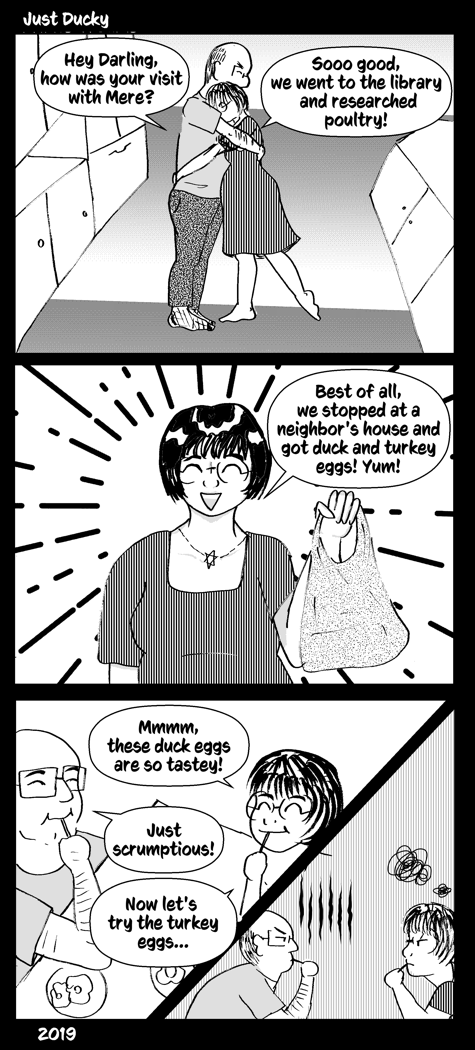 Just Ducky
Hey Darling,
how was your visit
with Mere?
Sooo good,
we went to the library
and researched
poultry!
Best of all,
we stopped at a
neighbor's house and
got duck and turkey
eggs! Yum!
Mmmm,
these duck eggs
are so tastey!
Just
scrumptious!
Now let's
try the turkey
eggs...
2019